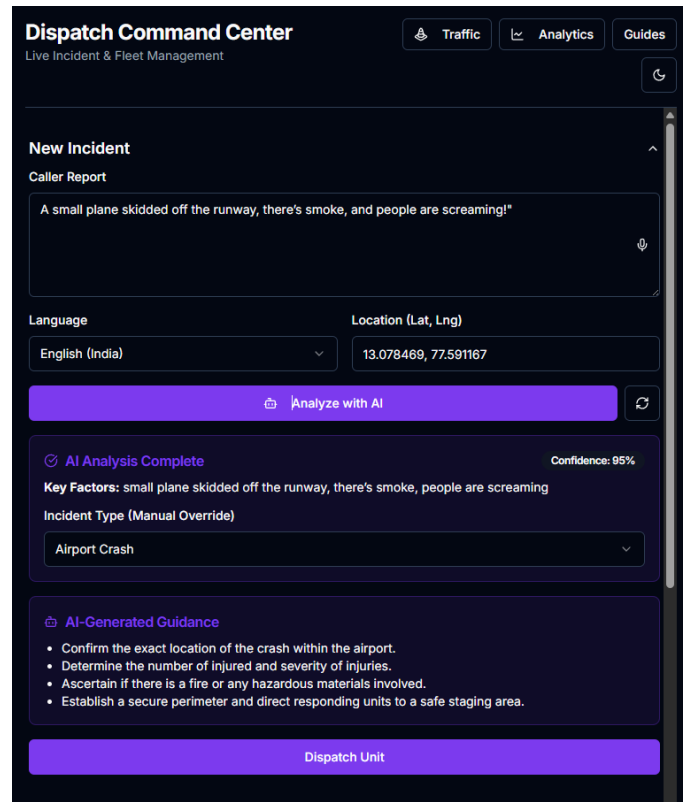 Dispatch Command Center
Live Incident & Fleet Management
Traffic
Analytics
Guides
New Incident
Caller Report
A small plane skidded off the runway, there’s smoke, and people are screaming!"
Language
Location (Lat, Lng)
English (India)
13.078469, 77.591167
Analyze with AI
AI Analysis Complete
Confidence: 95%
Key Factors: small plane skidded off the runway, there’s smoke, people are screaming
Incident Type (Manual Override)
Airport Crash
AI-Generated Guidance
• Confirm the exact location of the crash within the airport.
• Determine the number of injured and severity of injuries.
• Ascertain if there is a fire or any hazardous materials involved.
• Establish a secure perimeter and direct responding units to a safe staging area.
Dispatch Unit